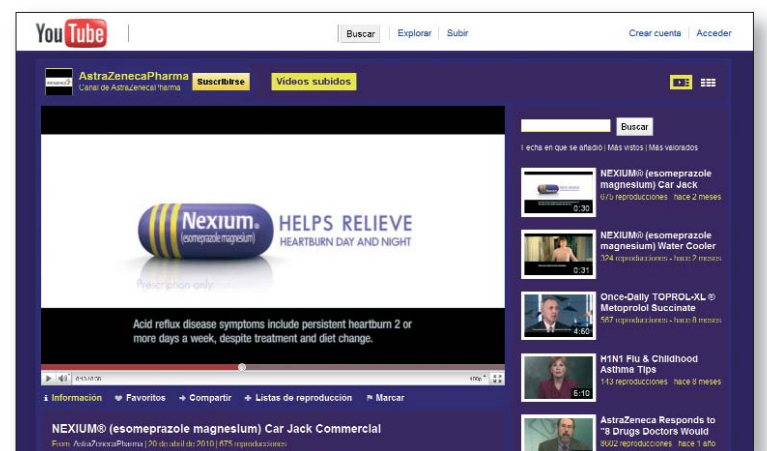 You Tube
Buscar Explorar Subir Crear cuenta Acceder
AstraZenecaPharma
Canal de AstraZenecaPharma
Suscribirse
Vídeos subidos
Nexium®
(esomeprazole magnesium)
HELPS RELIEVE
HEARTBURN DAY AND NIGHT
Prescription only.
Acid reflux disease symptoms include persistent heartburn 2 or
more days a week, despite treatment and diet change.
Información Favoritos Compartir Listas de reproducción Marcar
NEXIUM® (esomeprazole magnesium) Car Jack Commercial
From: AstraZenecaPharma | 20 de abril de 2010 | 675 reproducciones
Buscar
Fecha en que se añadió | Más vistos | Más valorados
NEXIUM® (esomeprazole
magnesium) Car Jack
675 reproducciones - hace 2 meses
0:30
NEXIUM® (esomeprazole
magnesium) Water Cooler
324 reproducciones - hace 2 meses
0:31
Once-Daily TOPROL-XL ®
Metoprolol Succinate
567 reproducciones - hace 8 meses
4:50
H1N1 Flu & Childhood
Asthma Tips
143 reproducciones hace 8 meses
5:10
AstraZeneca Responds to
"8 Drugs Doctors Would
8602 reproducciones hace 1 año